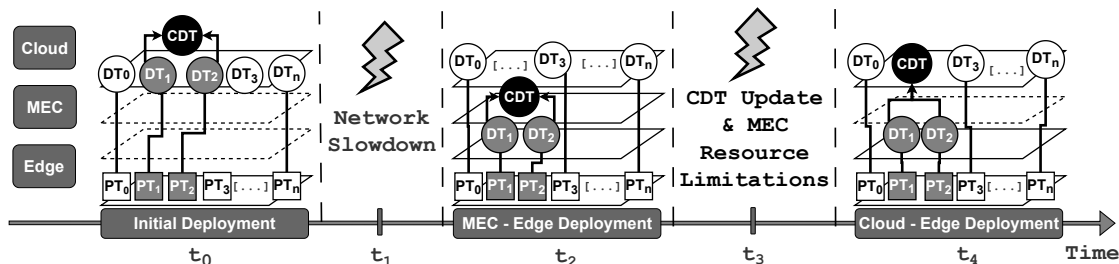 Cloud
MEC
Edge
CDT
DT0 DT1 DT2 DT3 DTn
PT0 PT1 PT2 PT3 [...] PTn
Initial Deployment
t0
Network
Slowdown
t1
DT0 [...] DT3 [...] DTn
CDT
DT1 DT2
PT0 PT1 PT2 PT3 [...] PTn
MEC - Edge Deployment
t2
CDT Update
& MEC
Resource
Limitations
t3
DT0 CDT DT3 [...] DTn
DT1 DT2
PT0 PT1 PT2 PT3 [...] PTn
Cloud - Edge Deployment
t4
Time